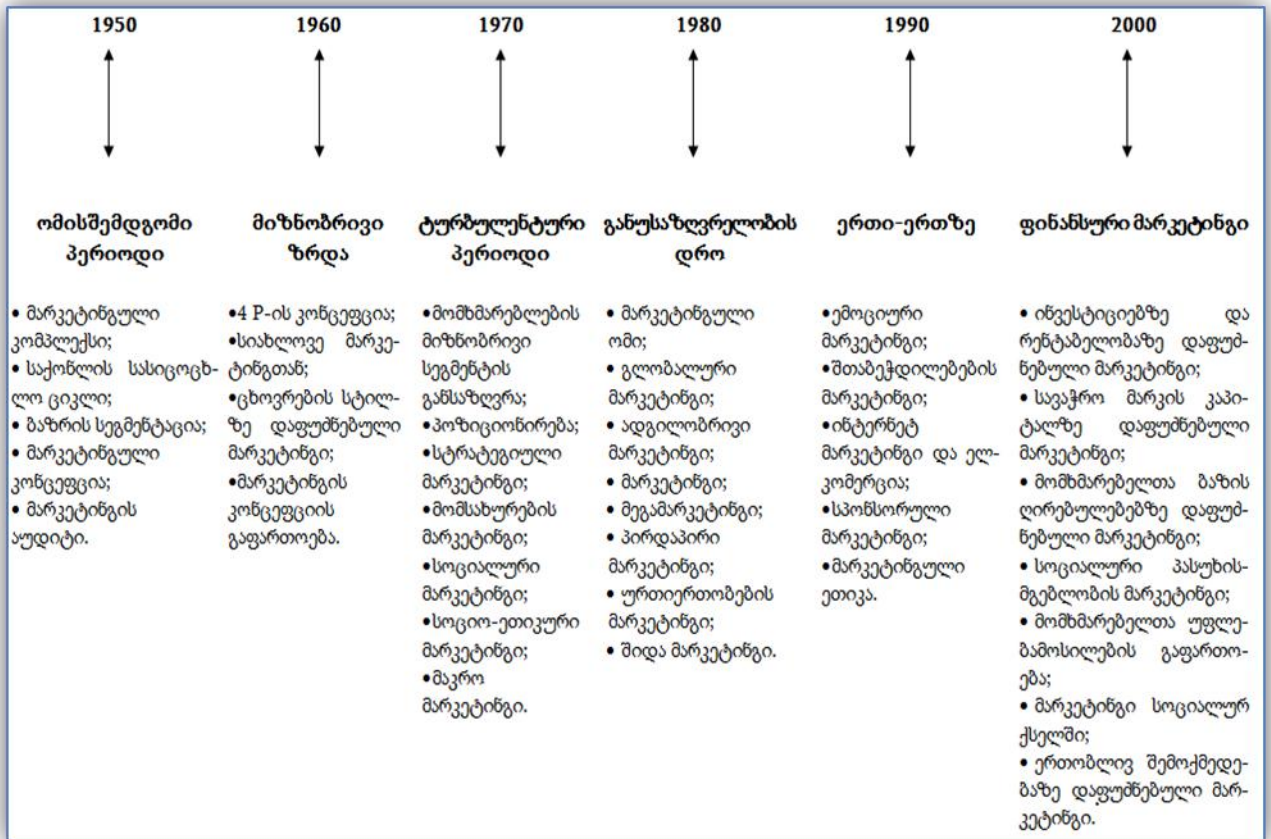 1950
1960
1970
1980
1990
2000
ომისშემდგომი
პერიოდი
• მარკეტინგული
კომპლექსი;
• საქონლის სასიცოცხ-
ლო ციკლი;
• ბაზრის სეგმენტაცია;
• მარკეტინგული
კონცეფცია;
• მარკეტინგის
აუდიტი.
მიზნობრივი
ზრდა
•4 P-ის კონცეფცია;
•სიახლოვე მარკე-
ტინგთან;
•ცხოვრების სტილ-
ზე დაფუძნებული
მარკეტინგი;
•მარკეტინგის
კონცეფციის
გაფართოება.
ტურბულენტური
პერიოდი
•მომხმარებლების
მიზნობრივი
სეგმენტის
განსაზღვრა;
•პოზიციონირება;
•სტრატეგიული
მარკეტინგი;
•მომსახურების
მარკეტინგი;
•სოციალური
მარკეტინგი;
•სოციო-ეთიკური
მარკეტინგი;
•მაკრო
მარკეტინგი.
განუსაზღვრელობის
დრო
• მარკეტინგული
ომი;
• გლობალური
მარკეტინგი;
• ადგილობრივი
მარკეტინგი;
• მარკეტინგი;
• მეგამარკეტინგი;
• პირდაპირი
მარკეტინგი;
• ურთიერთობების
მარკეტინგი;
• შიდა მარკეტინგი.
ერთი-ერთზე
•ემოციური
მარკეტინგი;
•შთაბეჭდილებების
მარკეტინგი;
•ინტერნეტ
მარკეტინგი და ელ-
კომერცია;
•სპონსორული
მარკეტინგი;
•მარკეტინგული
ეთიკა.
ფინანსური მარკეტინგი
• ინვესტიციებზე და
რენტაბელობაზე დაფუძ-
ნებული მარკეტინგი;
• სავაჭრო მარკის კაპი-
ტალზე დაფუძნებული
მარკეტინგი;
• მომხმარებელთა ბაზის
ღირებულებებზე დაფუძ-
ნებული მარკეტინგი;
• სოციალური პასუხის-
მგებლობის მარკეტინგი;
• მომხმარებელთა უფლე-
ბამოსილების გაფართო-
ება;
• მარკეტინგი სოციალურ
ქსელში;
• ერთობლივ შემოქმედე-
ბაზე დაფუძნებული მარ-
კეტინგი.